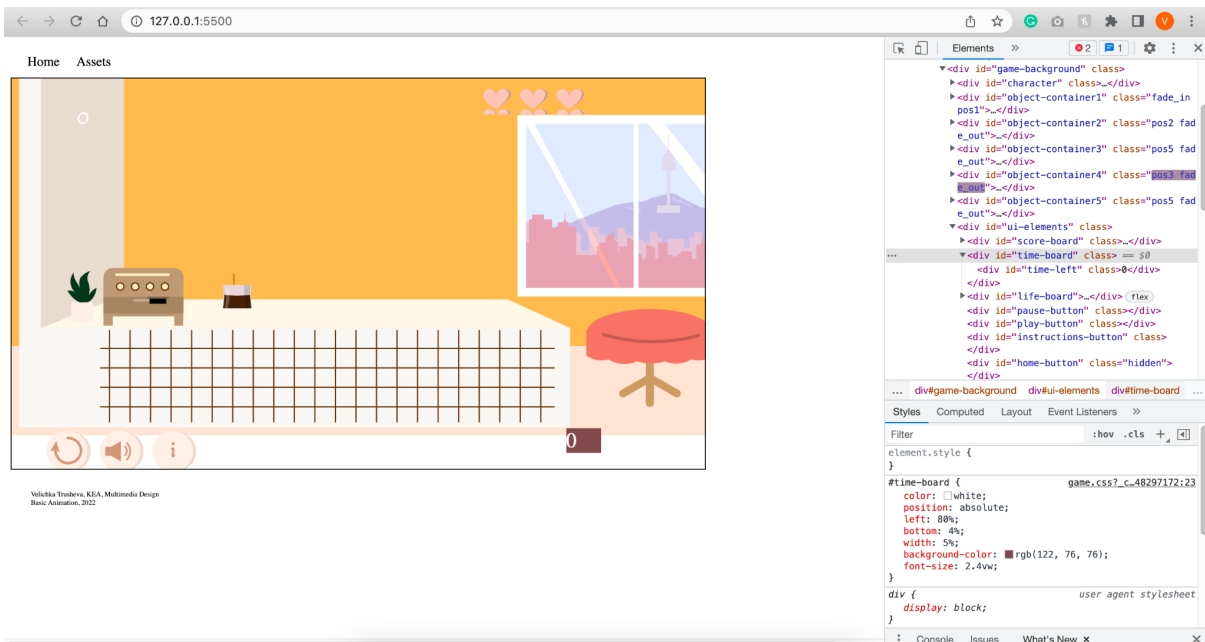 127.0.0.1:5500
V
Elements
2
1
Home Assets
<div id="game-background" class>
<div id="character" class>…</div>
<div id="object-container1" class="fade_in
pos1">…</div>
<div id="object-container2" class="pos2 fad
e_out">…</div>
<div id="object-container3" class="pos5 fad
e_out">…</div>
<div id="object-container4" class="pos3 fad
e_out">…</div>
<div id="object-container5" class="pos5 fad
e_out">…</div>
<div id="ui-elements" class>
<div id="score-board" class>…</div>
<div id="time-board" class> == $0
<div id="time-left" class>0</div>
</div>
<div id="life-board">…</div> flex
<div id="pause-button" class></div>
<div id="play-button" class></div>
<div id="instructions-button" class>
</div>
<div id="home-button" class="hidden">
</div>
... div#game-background div#ui-elements div#time-board ...
Styles Computed Layout Event Listeners
Filter :hov .cls +
element.style {
}
#time-board { game.css?_c…48297172:23
color: white;
position: absolute;
left: 80%;
bottom: 4%;
width: 5%;
background-color: rgb(122, 76, 76);
font-size: 2.4vw;
}
div { user agent stylesheet
display: block;
}
Console Issues What's New ×
0
i
0
Velichka Trusheva, KEA, Multimedia Design
Basic Animation, 2022